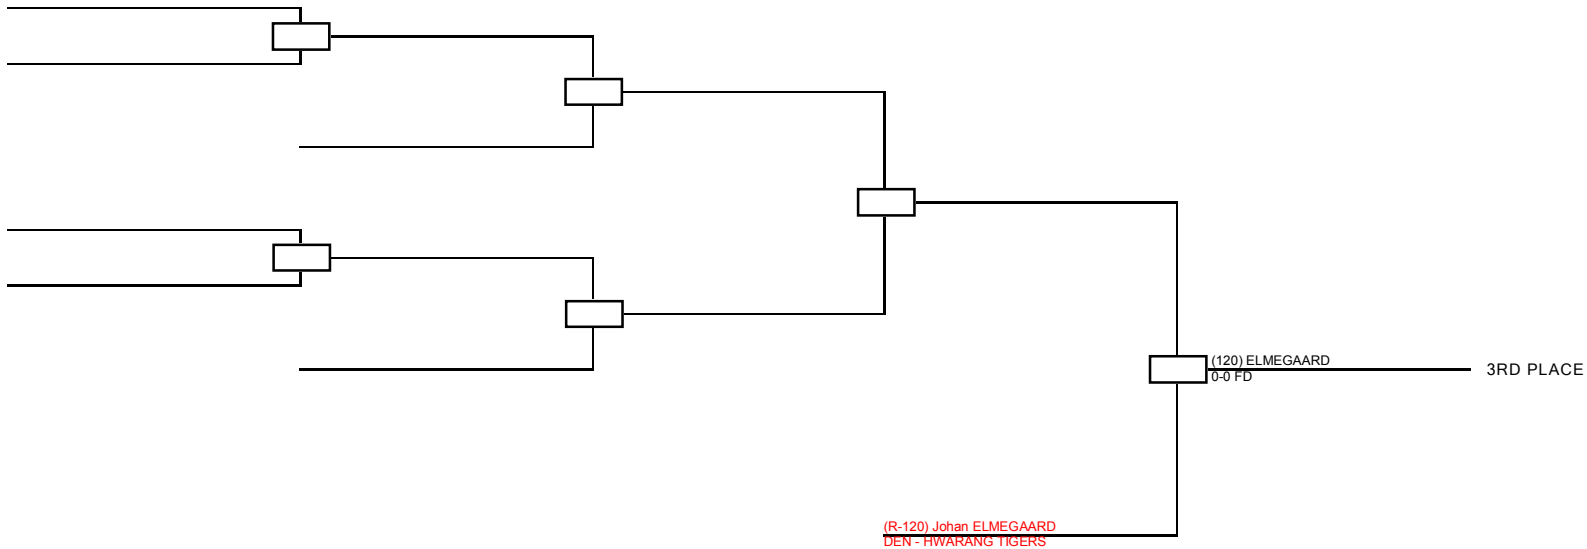 (120) ELMEGAARD
0-0 FD
3RD PLACE
(R-120) Johan ELMEGAARD
DEN - HWARANG TIGERS